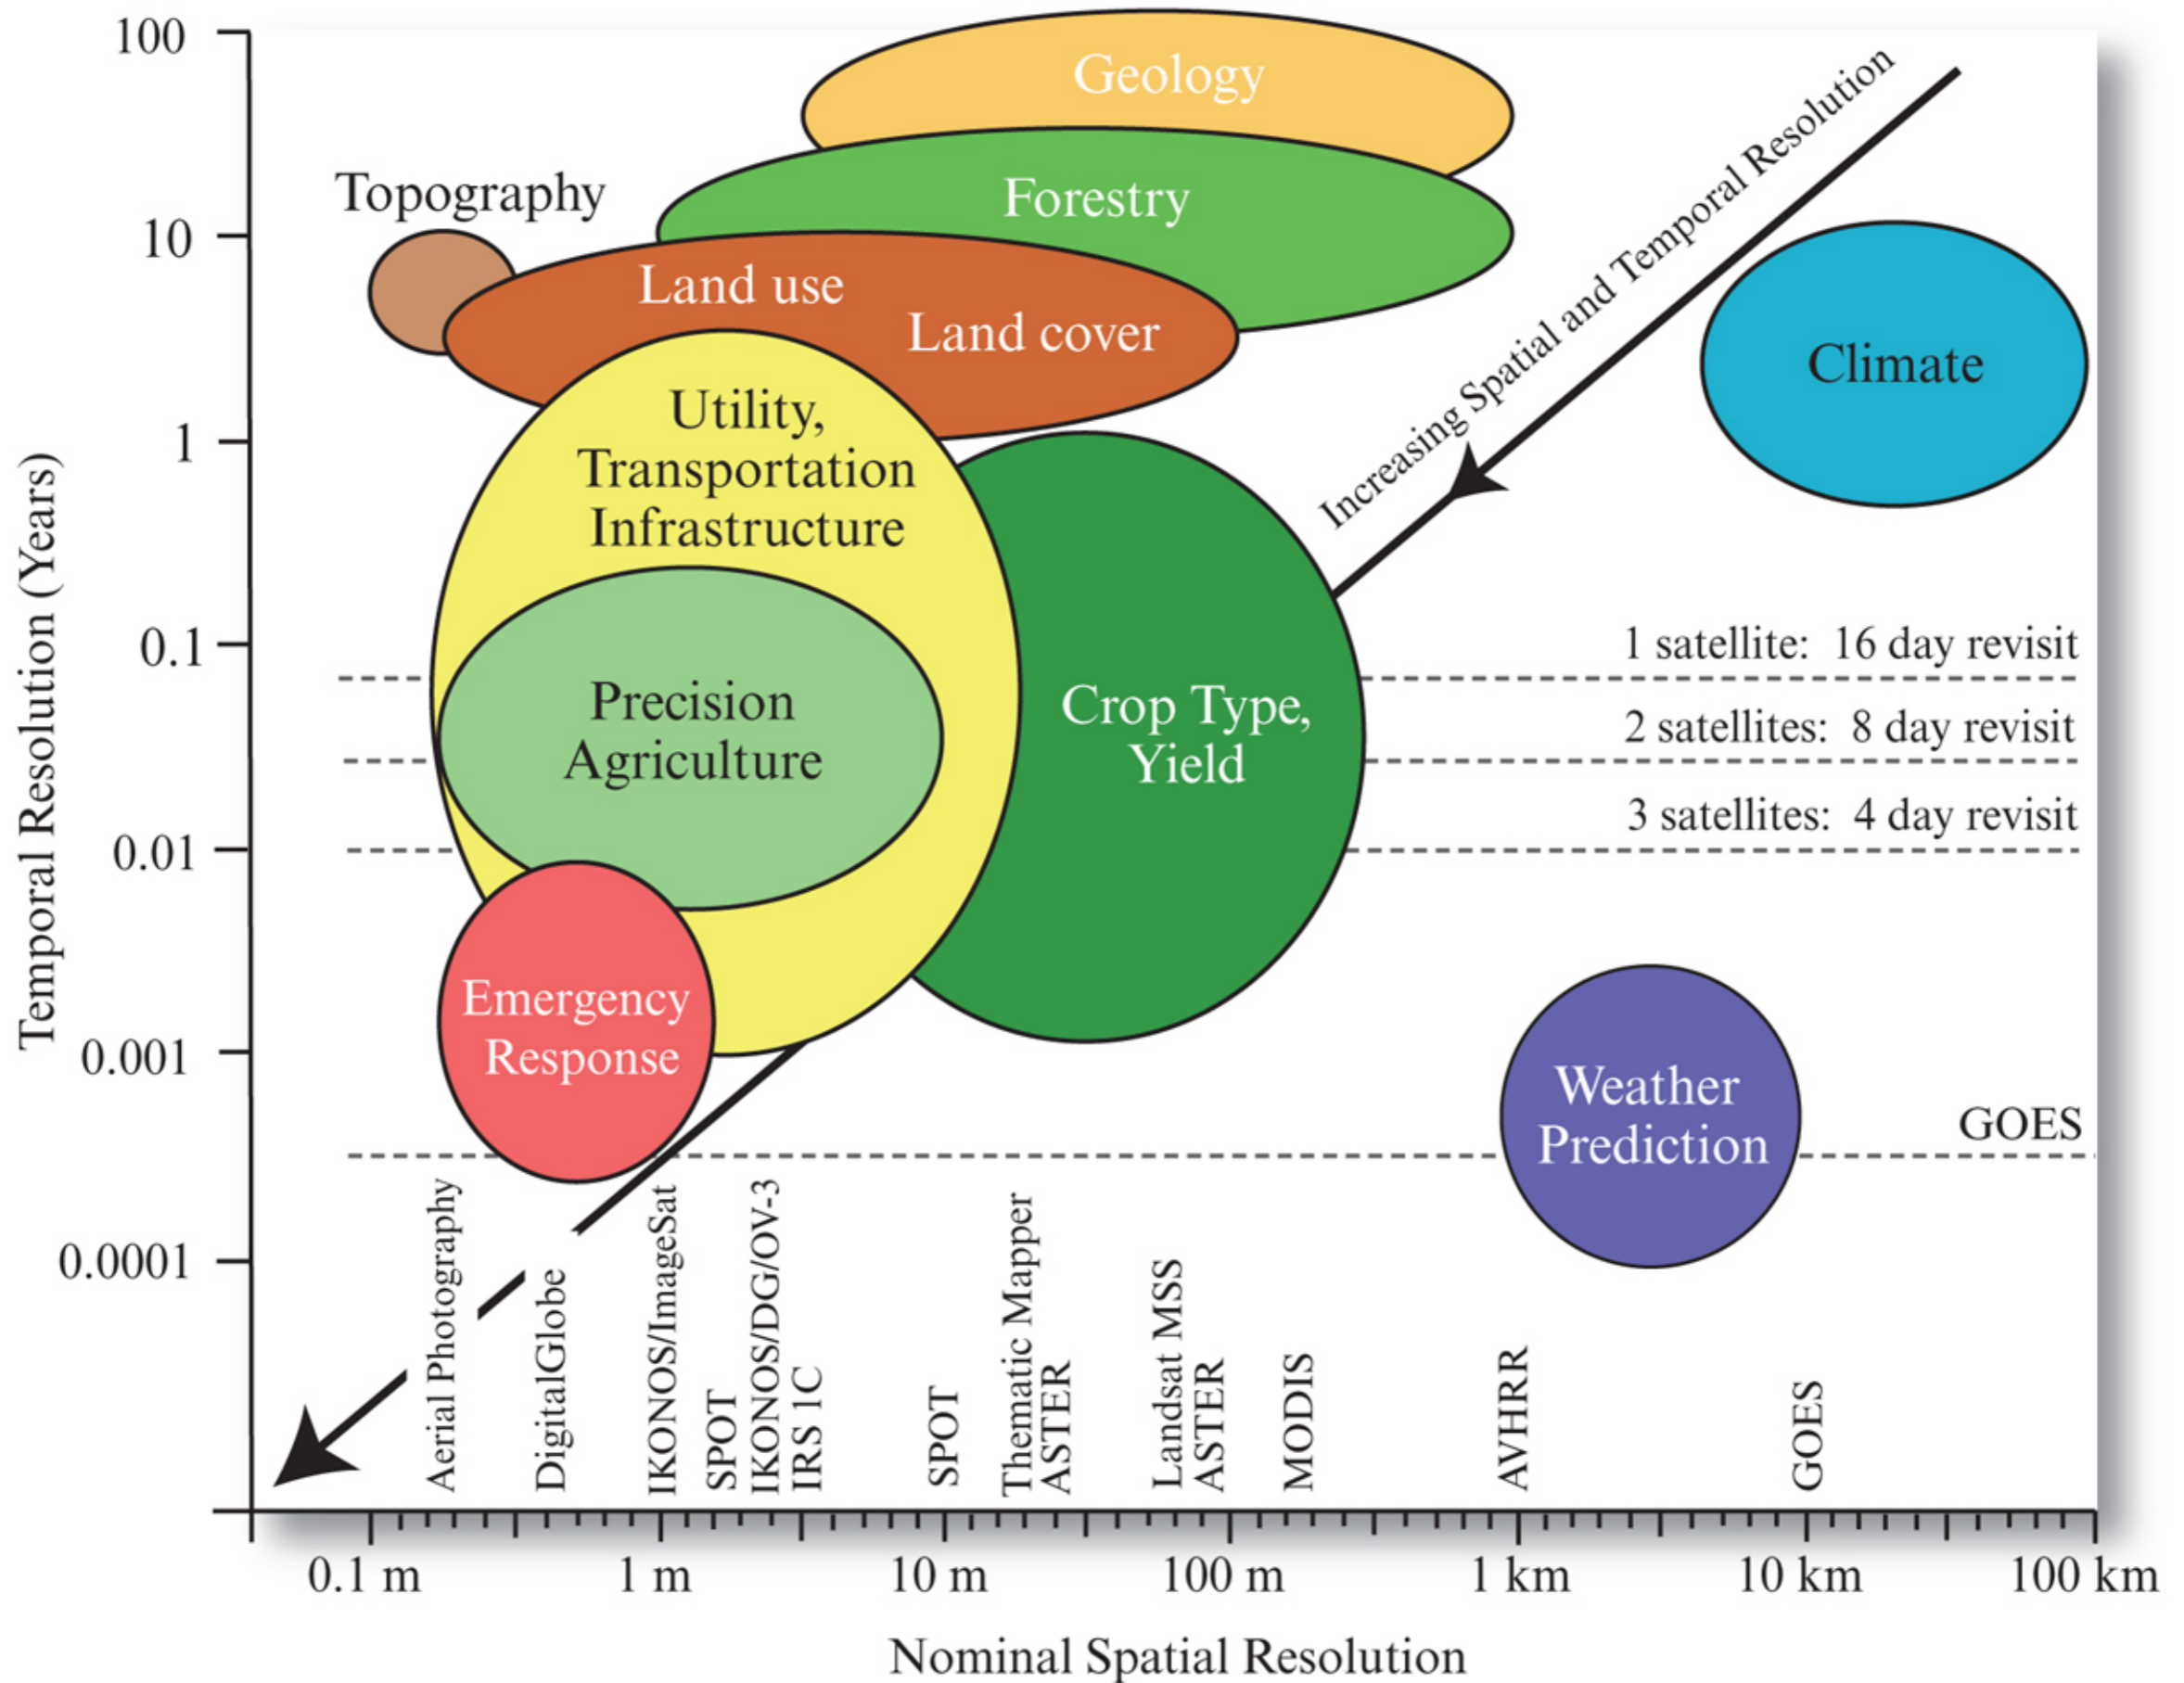 100
10
1
0.1
0.01
0.001
0.0001
Temporal Resolution (Years)
Geology
Forestry
Topography
Land use
Land cover
Utility,
Transportation
Infrastructure
Precision
Agriculture
Emergency
Response
Crop Type,
Yield
Increasing Spatial and Temporal Resolution
Climate
1 satellite: 16 day revisit
2 satellites: 8 day revisit
3 satellites: 4 day revisit
Weather
Prediction
GOES
Aerial Photography
DigitalGlobe
IKONOS/ImageSat
SPOT
IKONOS/DG/OV-3
IRS 1C
SPOT
Thematic Mapper
ASTER
Landsat MSS
ASTER
MODIS
AVHRR
GOES
0.1 m
1 m
10 m
100 m
1 km
10 km
100 km
Nominal Spatial Resolution